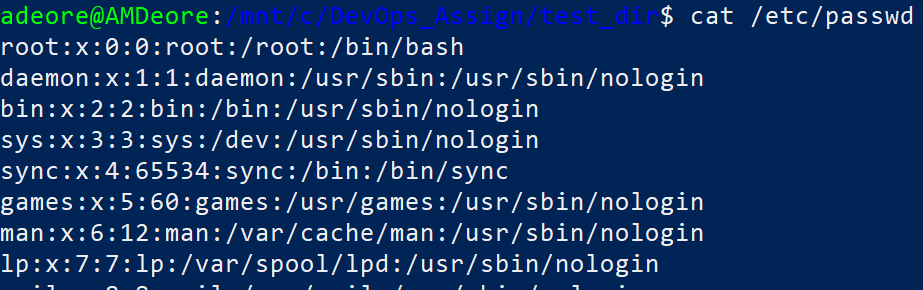 adeore@AMDeore:/mnt/c/DevOps_Assign/test_dir$ cat /etc/passwd
root:x:0:0:root:/root:/bin/bash
daemon:x:1:1:daemon:/usr/sbin:/usr/sbin/nologin
bin:x:2:2:bin:/bin:/usr/sbin/nologin
sys:x:3:3:sys:/dev:/usr/sbin/nologin
sync:x:4:65534:sync:/bin:/bin/sync
games:x:5:60:games:/usr/games:/usr/sbin/nologin
man:x:6:12:man:/var/cache/man:/usr/sbin/nologin
lp:x:7:7:lp:/var/spool/lpd:/usr/sbin/nologin